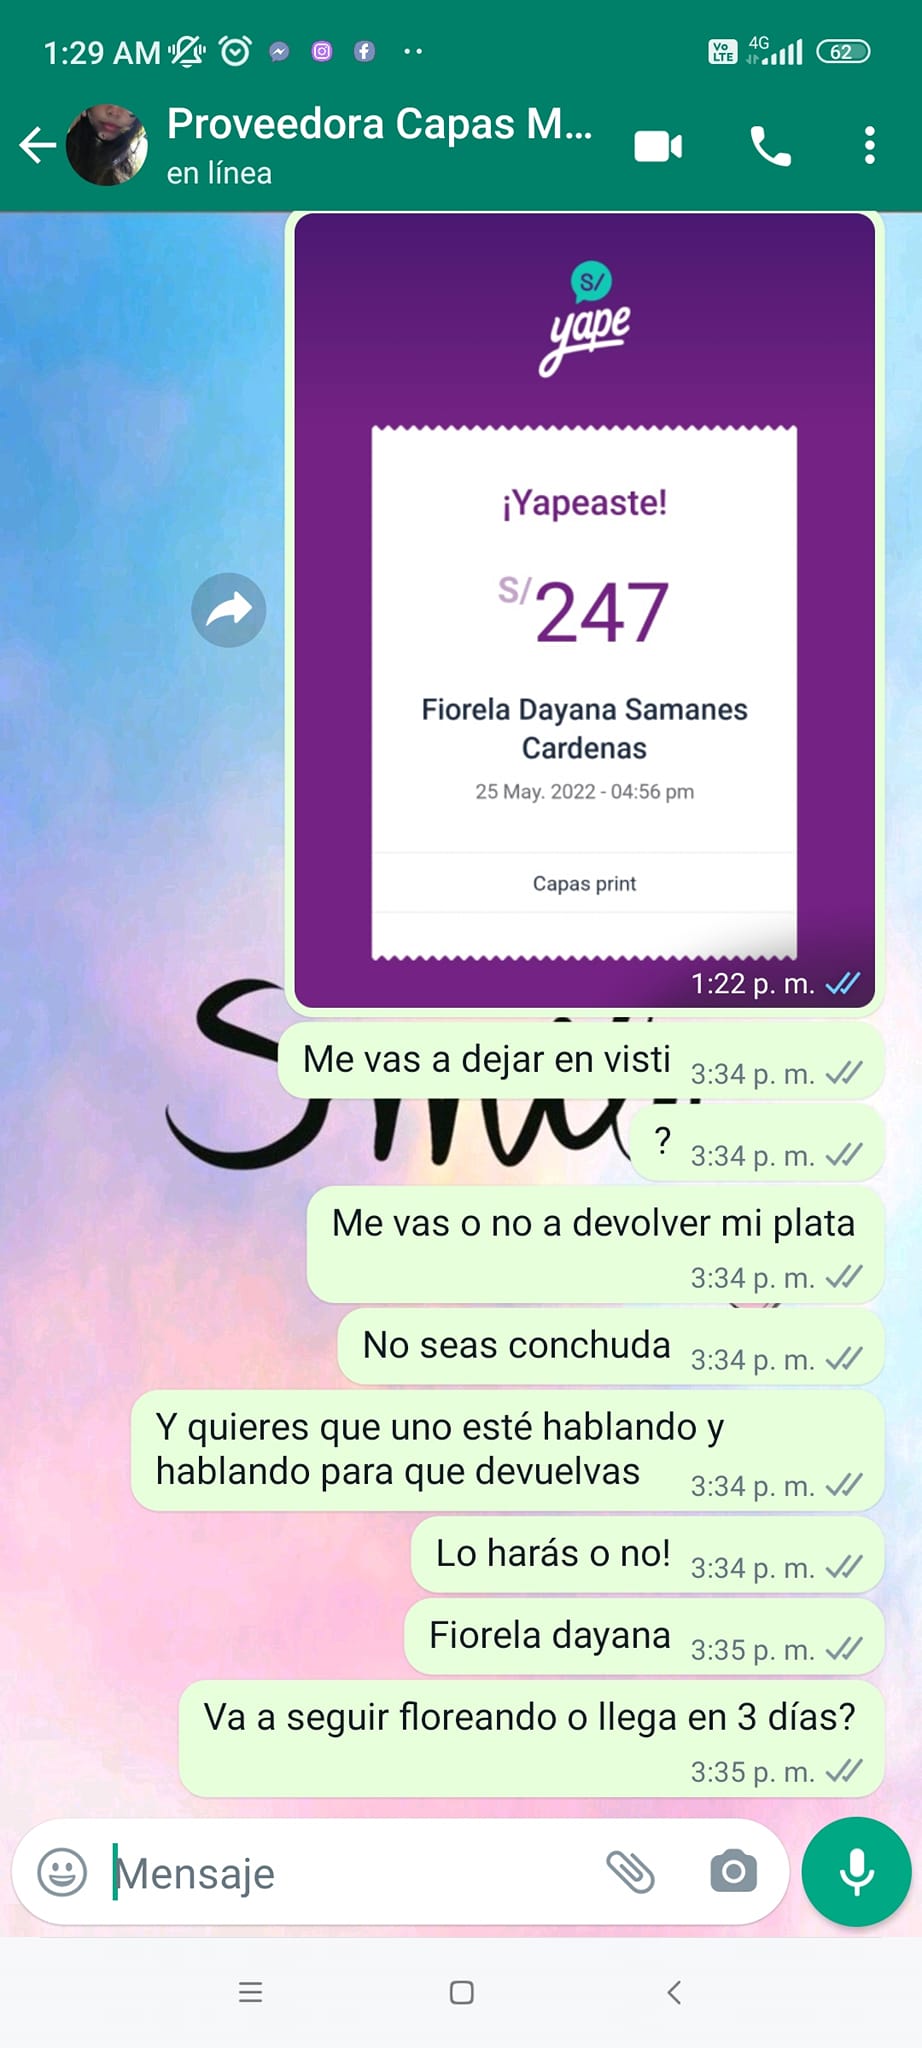 1:29 AM
Vo LTE
4G
62
Proveedora Capas M...
en línea
S/
yape
¡Yapeaste!
S/247
Fiorela Dayana Samanes
Cardenas
25 May. 2022 - 04:56 pm
Capas print
1:22 p. m.
Me vas a dejar en visti 3:34 p. m.
? 3:34 p. m.
Me vas o no a devolver mi plata
3:34 p. m.
No seas conchuda 3:34 p. m.
Y quieres que uno esté hablando y
hablando para que devuelvas 3:34 p. m.
Lo harás o no! 3:34 p. m.
Fiorela dayana 3:35 p. m.
Va a seguir floreando o llega en 3 días?
3:35 p. m.
Mensaje